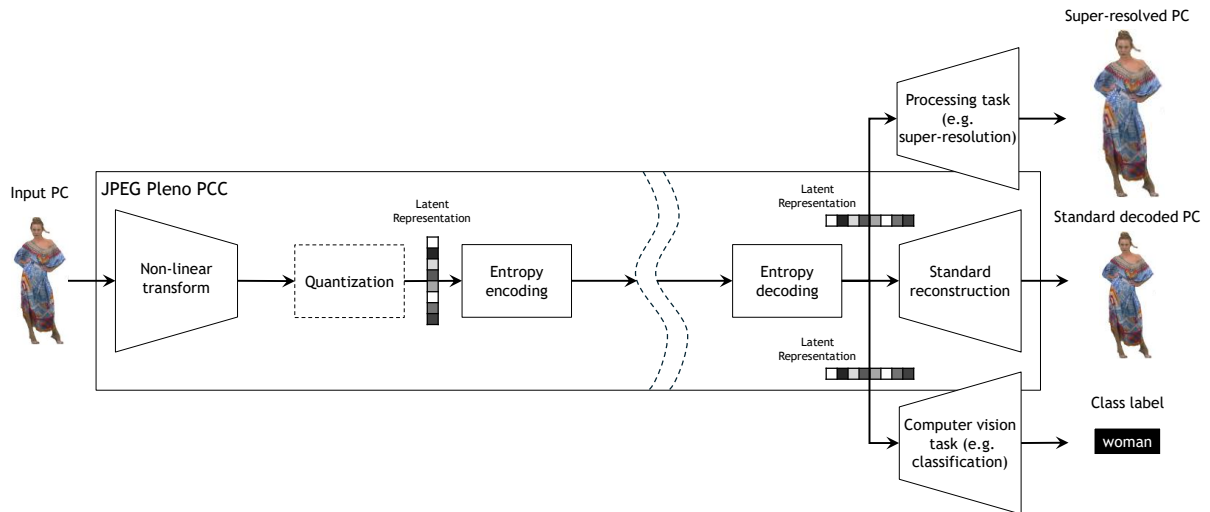 Super-resolved PC
Processing task
(e.g.
super-resolution)
JPEG Pleno PCC
Input PC
Latent
Representation
Non-linear
transform
Quantization
Entropy
encoding
Entropy
decoding
Latent
Representation
Standard
reconstruction
Standard decoded PC
Latent
Representation
Computer vision
task (e.g.
classification)
Class label
woman